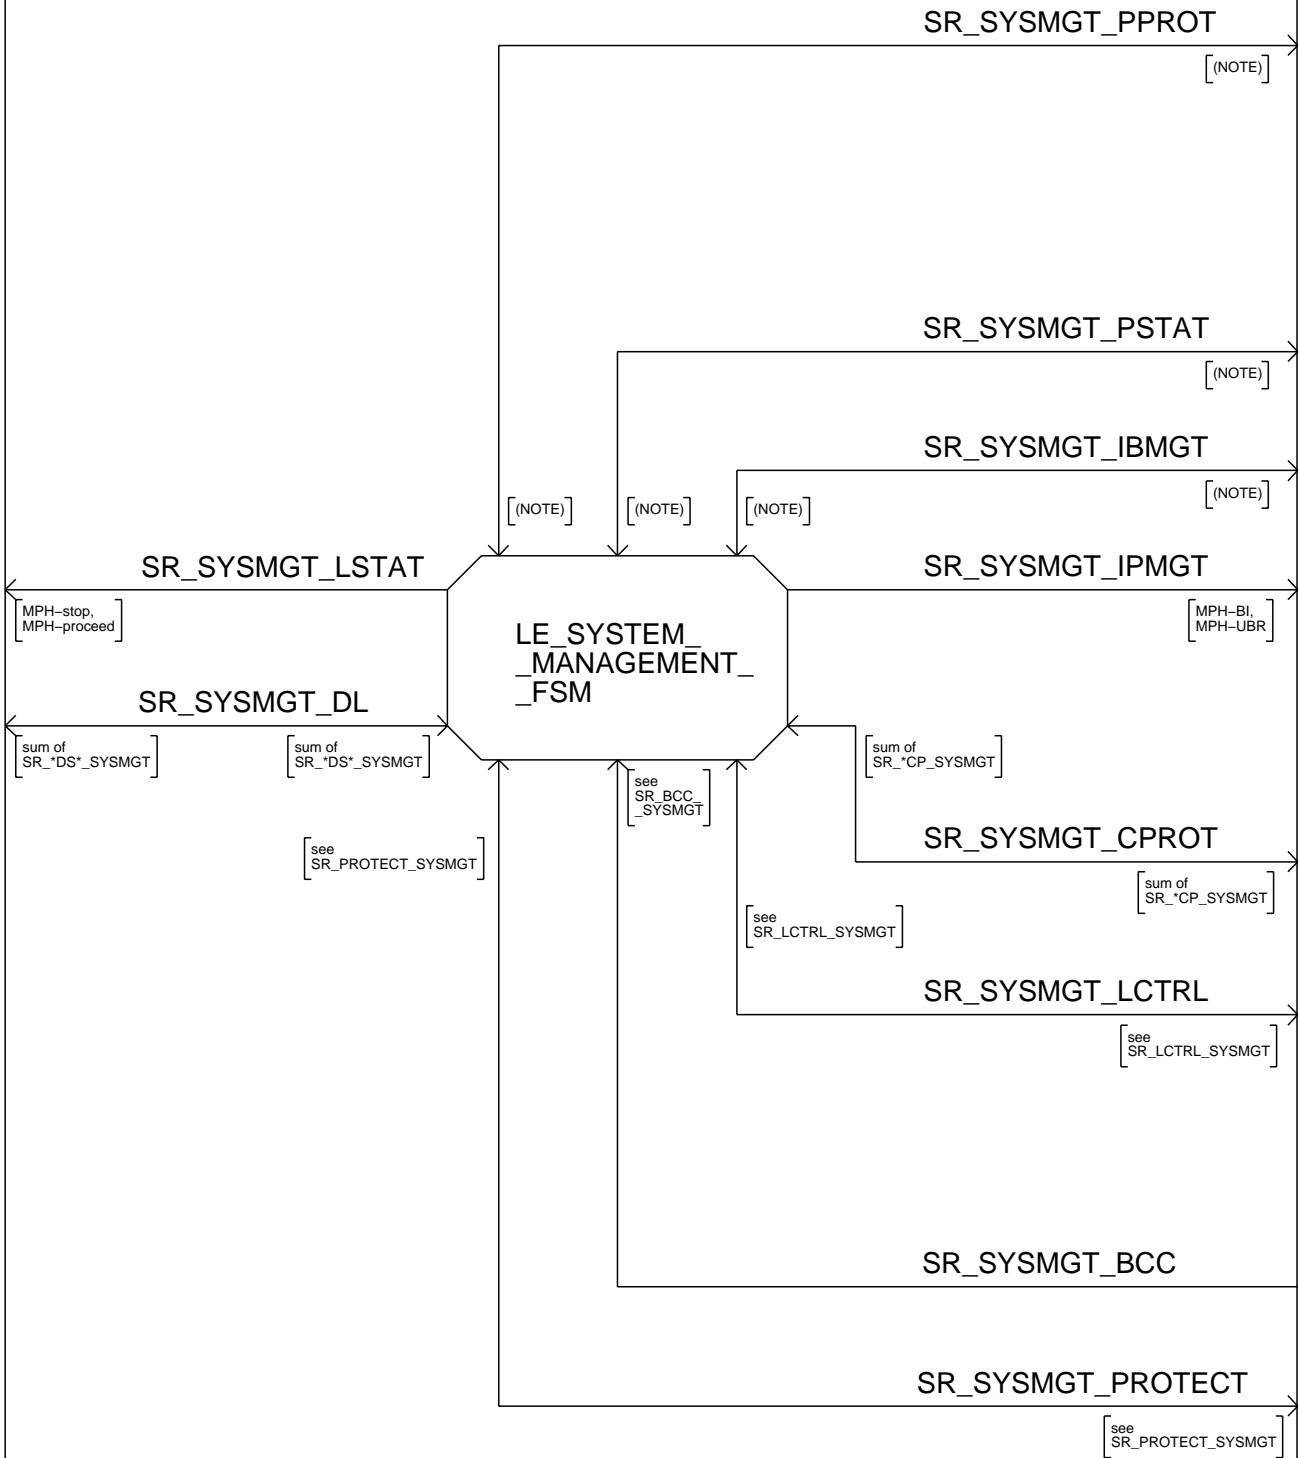 SR_SYSMGT_PPROT
(NOTE)
SR_SYSMGT_PSTAT
(NOTE)
SR_SYSMGT_IBMGT
(NOTE)
(NOTE)
(NOTE)
(NOTE)
SR_SYSMGT_LSTAT
SR_SYSMGT_IPMGT
MPH–stop,
MPH–proceed
MPH–BI,
MPH–UBR
LE_SYSTEM_
_MANAGEMENT_
_FSM
SR_SYSMGT_DL
sum of
SR_*DS*_SYSMGT
sum of
SR_*DS*_SYSMGT
sum of
SR_*CP_SYSMGT
see
SR_BCC_
_SYSMGT
SR_SYSMGT_CPROT
see
SR_PROTECT_SYSMGT
sum of
SR_*CP_SYSMGT
see
SR_LCTRL_SYSMGT
SR_SYSMGT_LCTRL
see
SR_LCTRL_SYSMGT
SR_SYSMGT_BCC
SR_SYSMGT_PROTECT
see
SR_PROTECT_SYSMGT